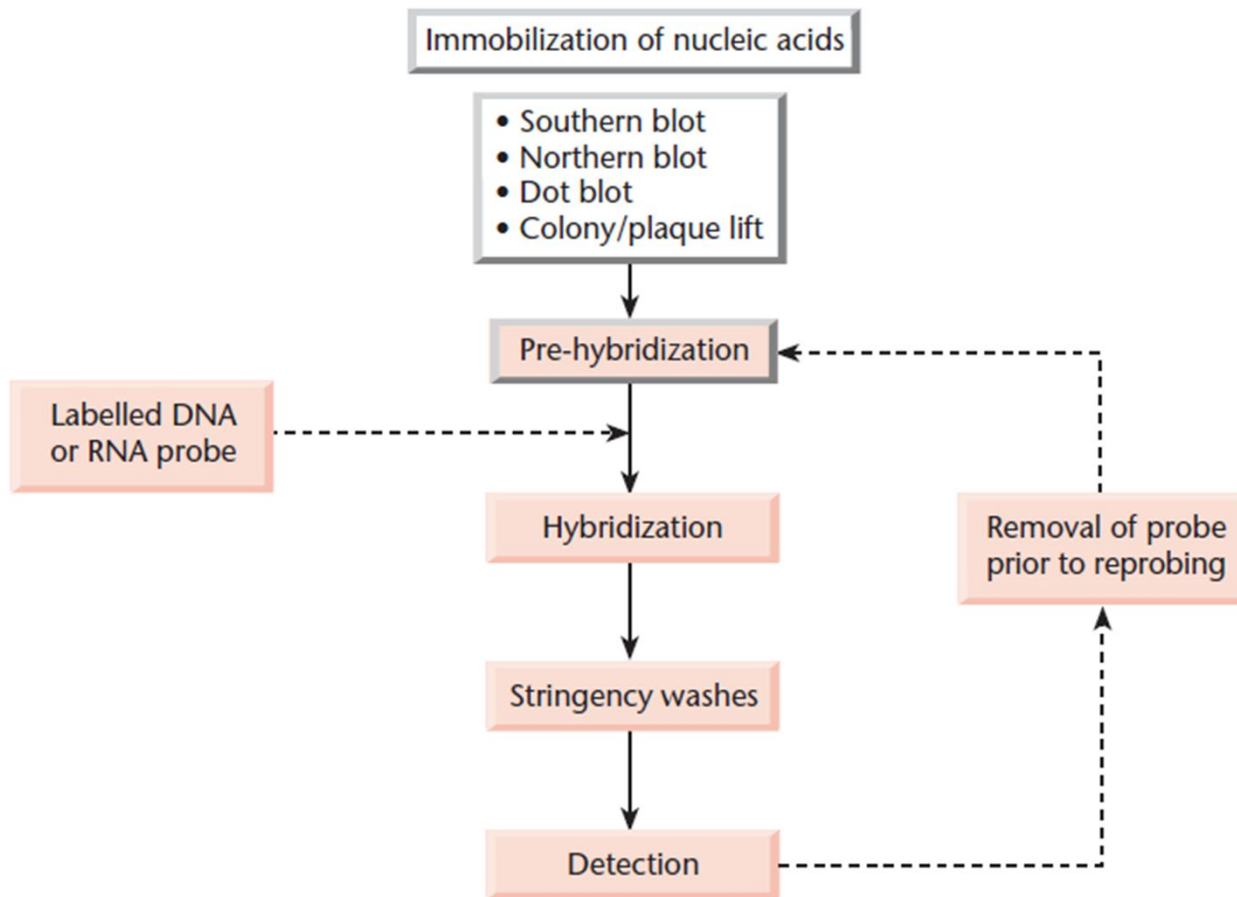 Immobilization of nucleic acids
• Southern blot
• Northern blot
• Dot blot
• Colony/plaque lift
Pre-hybridization
Labelled DNA
or RNA probe
Hybridization
Removal of probe
prior to reprobing
Stringency washes
Detection